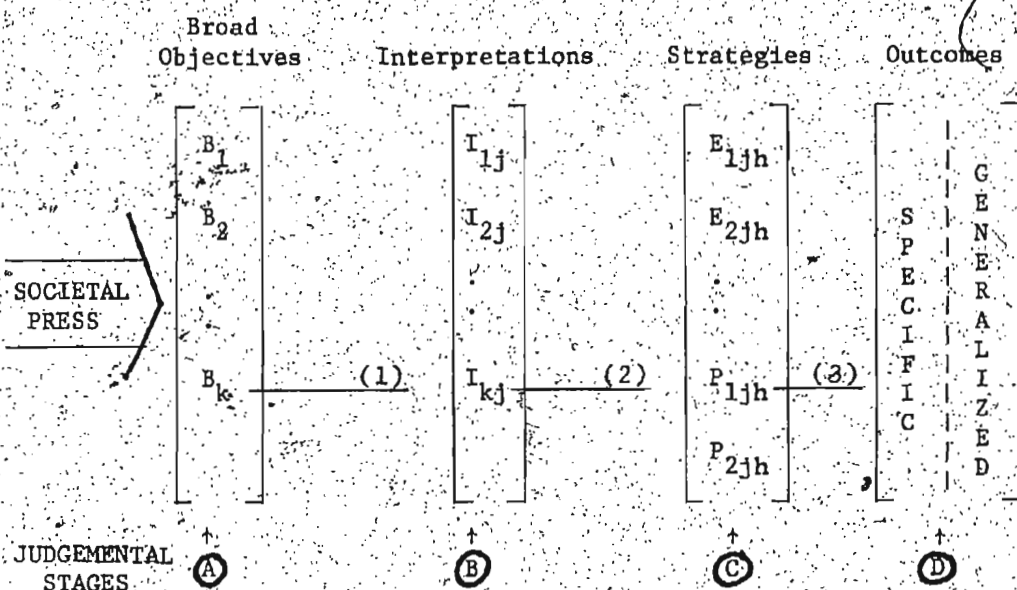 Broad
Objectives Interpretations Strategies Outcomes
B1 I1j E1jh
B2 I2j E2jh
SPECIFIC
GENERALIZED
SOCIETAL
PRESS
Bk (1) Ikj (2) P1jh (3)
P2jh
JUDGEMENTAL
STAGES
A B C D